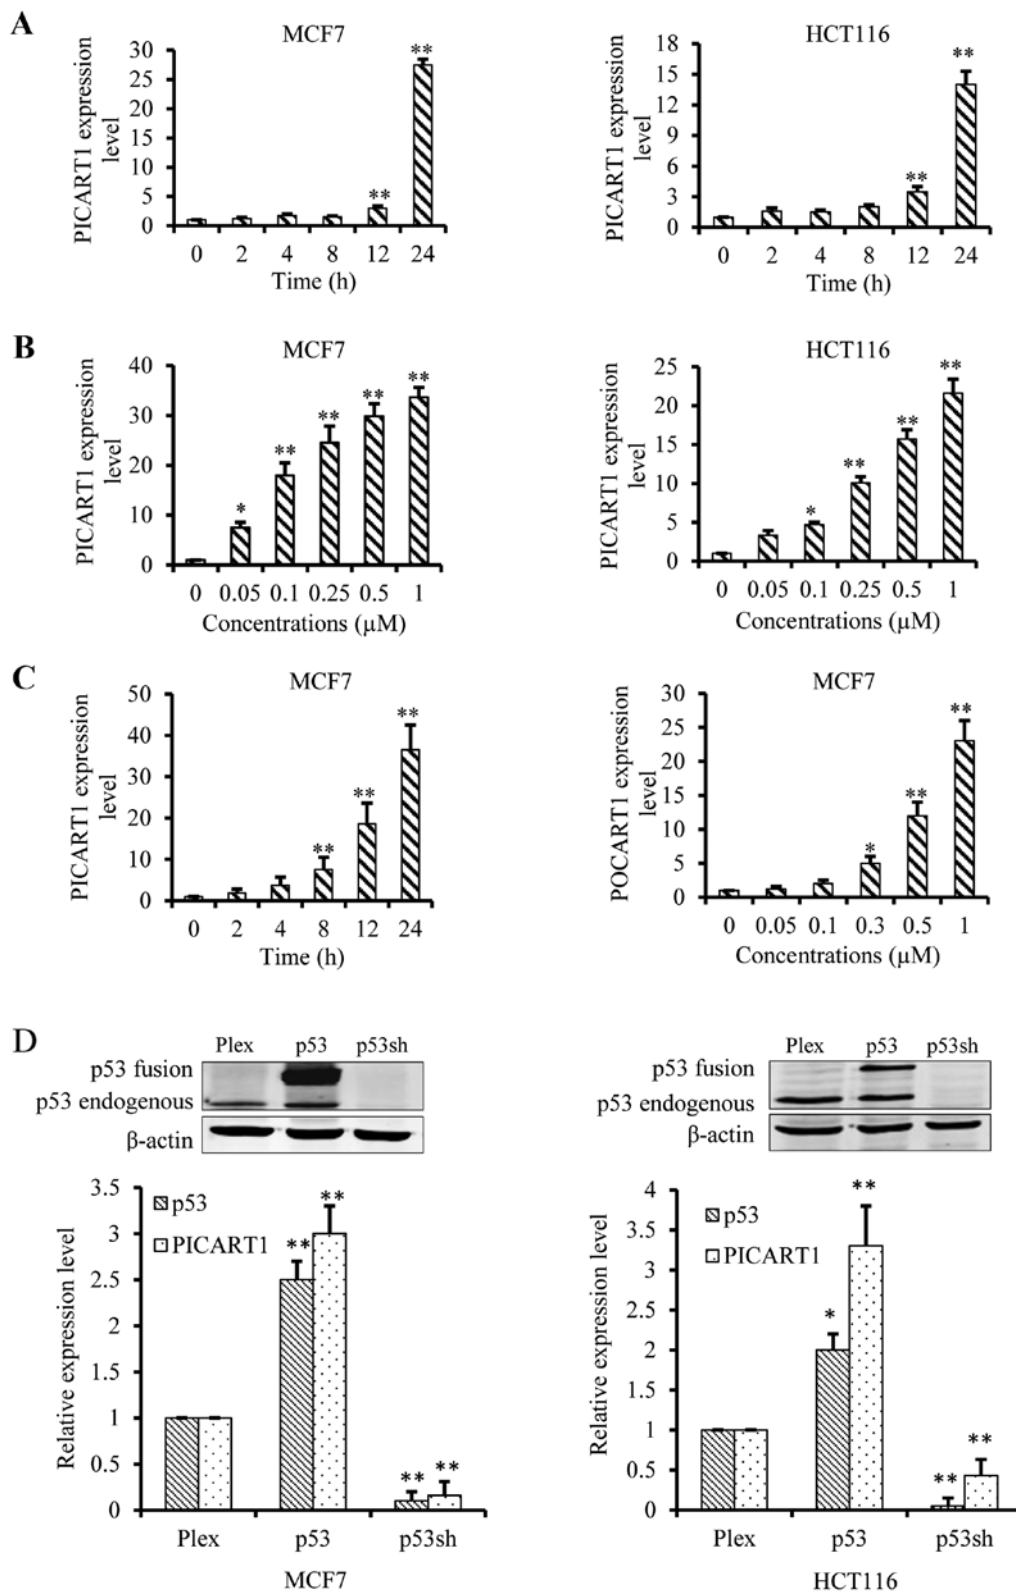 A
MCF7
PICART1 expression
level
30
25
20
15
10
5
0
**
**
0 2 4 8 12 24
Time (h)
HCT116
PICART1 expression
level
18
15
12
9
6
3
0
**
**
0 2 4 8 12 24
Time (h)
B
MCF7
PICART1 expression
level
40
30
20
10
0
* ** ** ** **
0 0.05 0.1 0.25 0.5 1
Concentrations (µM)
HCT116
PICART1 expression
level
25
20
15
10
5
0
* ** ** **
0 0.05 0.1 0.25 0.5 1
Concentrations (µM)
C
MCF7
PICART1 expression
level
50
40
30
20
10
0
** ** **
0 2 4 8 12 24
Time (h)
MCF7
POCART1 expression
level
30
25
20
15
10
5
0
* ** **
0 0.05 0.1 0.3 0.5 1
Concentrations (µM)
D
Plex p53 p53sh
p53 fusion
p53 endogenous
β-actin
Relative expression level
3.5
3
2.5
2
1.5
1
0.5
0
p53
PICART1
** ** ** **
Plex p53 p53sh
MCF7
Plex p53 p53sh
p53 fusion
p53 endogenous
β-actin
Relative expression level
4
3.5
3
2.5
2
1.5
1
0.5
0
p53
PICART1
* ** ** **
Plex p53 p53sh
HCT116